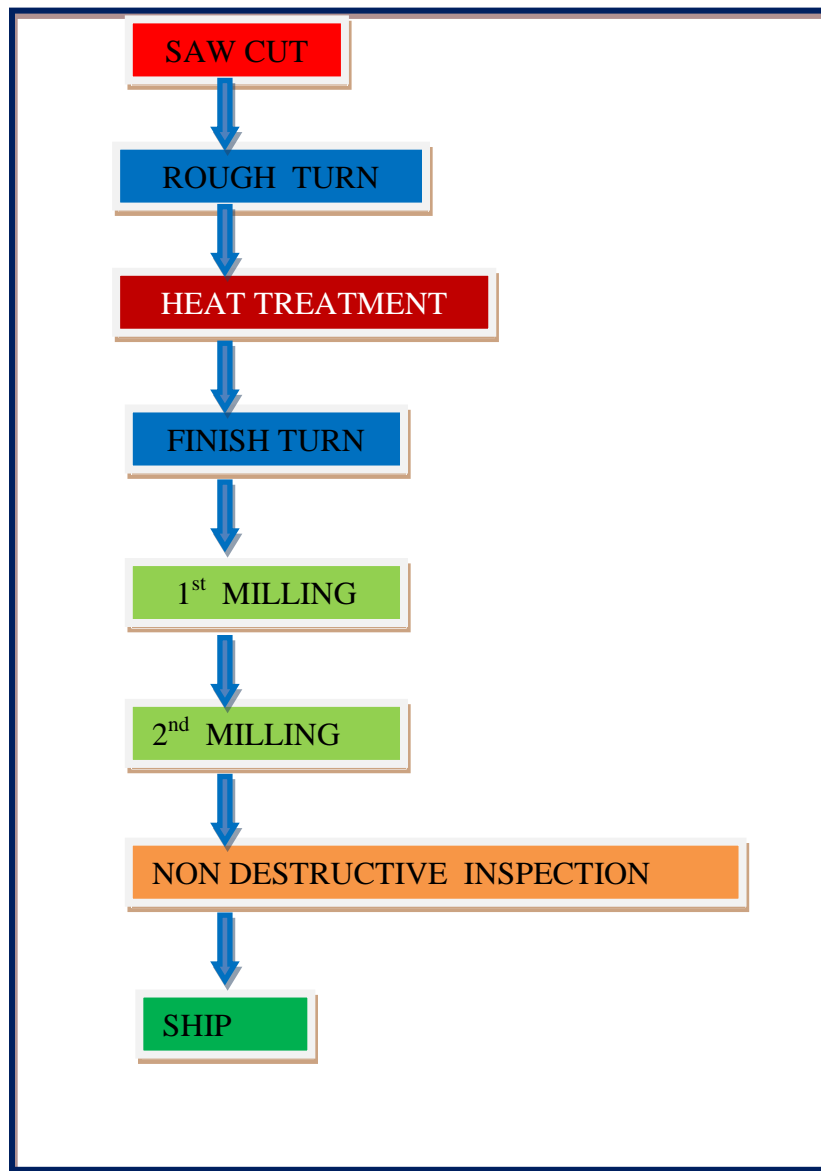 SAW CUT
ROUGH TURN
HEAT TREATMENT
FINISH TURN
1st MILLING
2nd MILLING
NON DESTRUCTIVE INSPECTION
SHIP